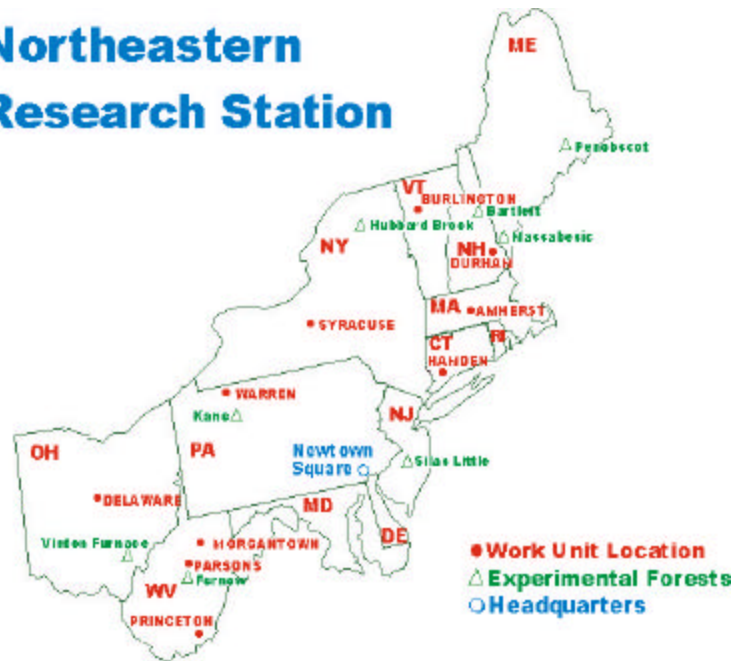 Northeastern
Research Station
ME
Penobscot
VT
BURLINGTON
Bartlett
Hubbard Brook
Massabesic
NY
NH
DURHAM
MA
AMHERST
SYRACUSE
CT
RI
HAMDEN
WARREN
Kane
NJ
OH
PA
Newtown
Square
Silas Little
DELAWARE
MD
Vinton Furnace
MORGANTOWN
DE
PARSONS
Fernow
WV
PRINCETON
Work Unit Location
Experimental Forests
Headquarters